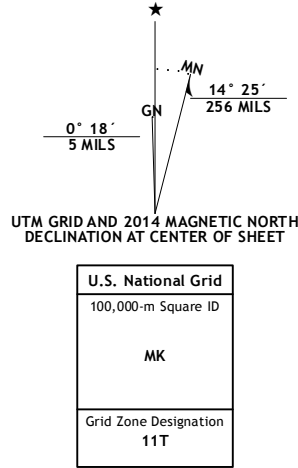 MN
GN
14° 25´
256 MILS
0° 18´
5 MILS
UTM GRID AND 2014 MAGNETIC NORTH
DECLINATION AT CENTER OF SHEET
U.S. National Grid
100,000-m Square ID
MK
Grid Zone Designation
11T